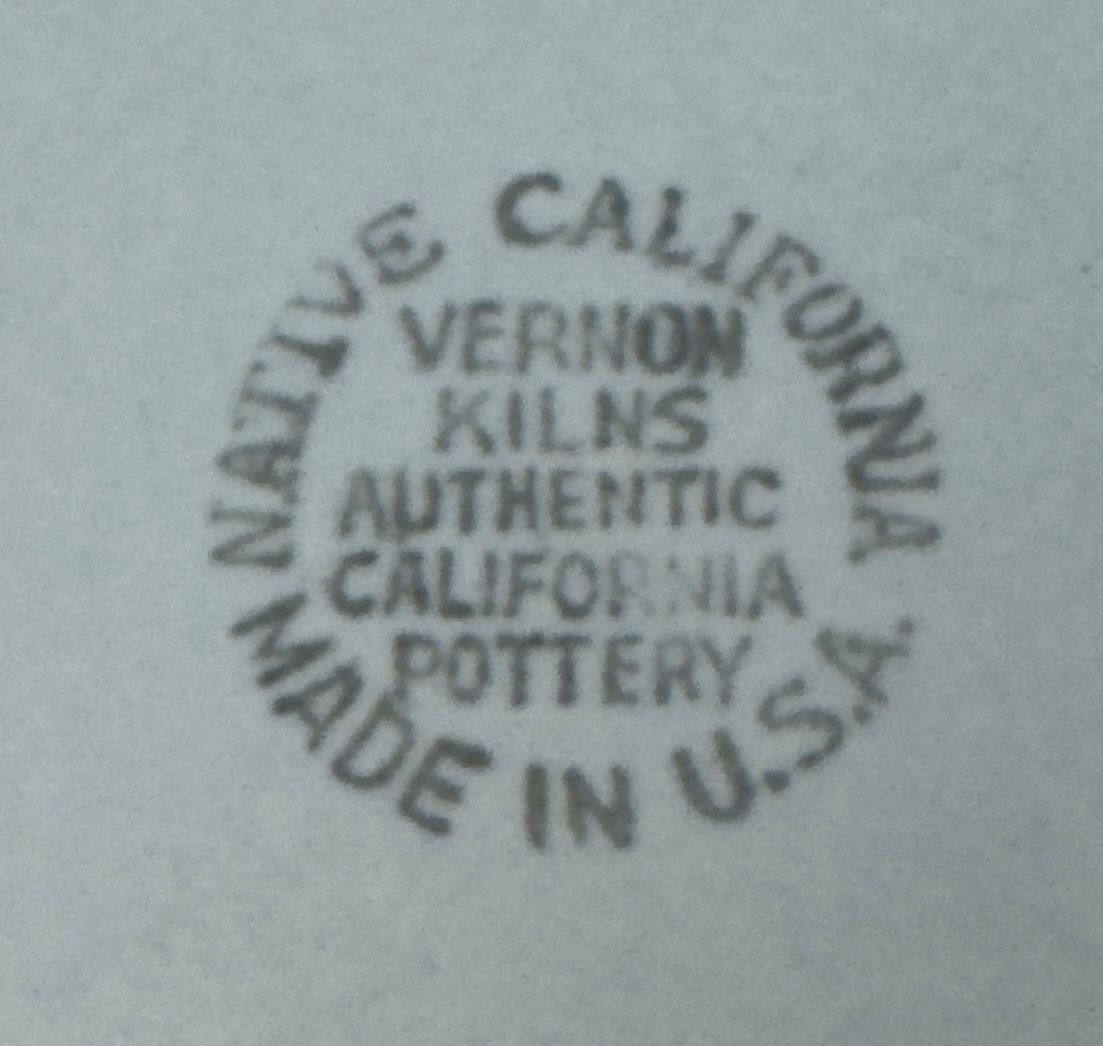 NATIVE CALIFORNIA
VERNON
KILNS
AUTHENTIC
CALIFORNIA
POTTERY
MADE IN U.S.A.